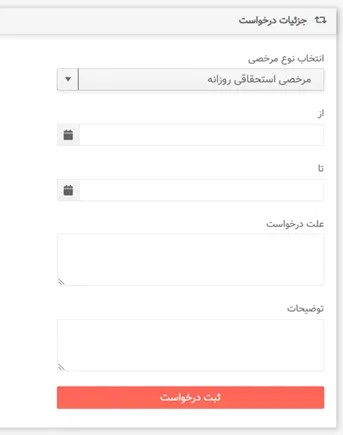 جزئیات درخواست
انتخاب نوع مرخصی
مرخصی استحقاقی روزانه
از
تا
علت درخواست
توضیحات
ثبت درخواست